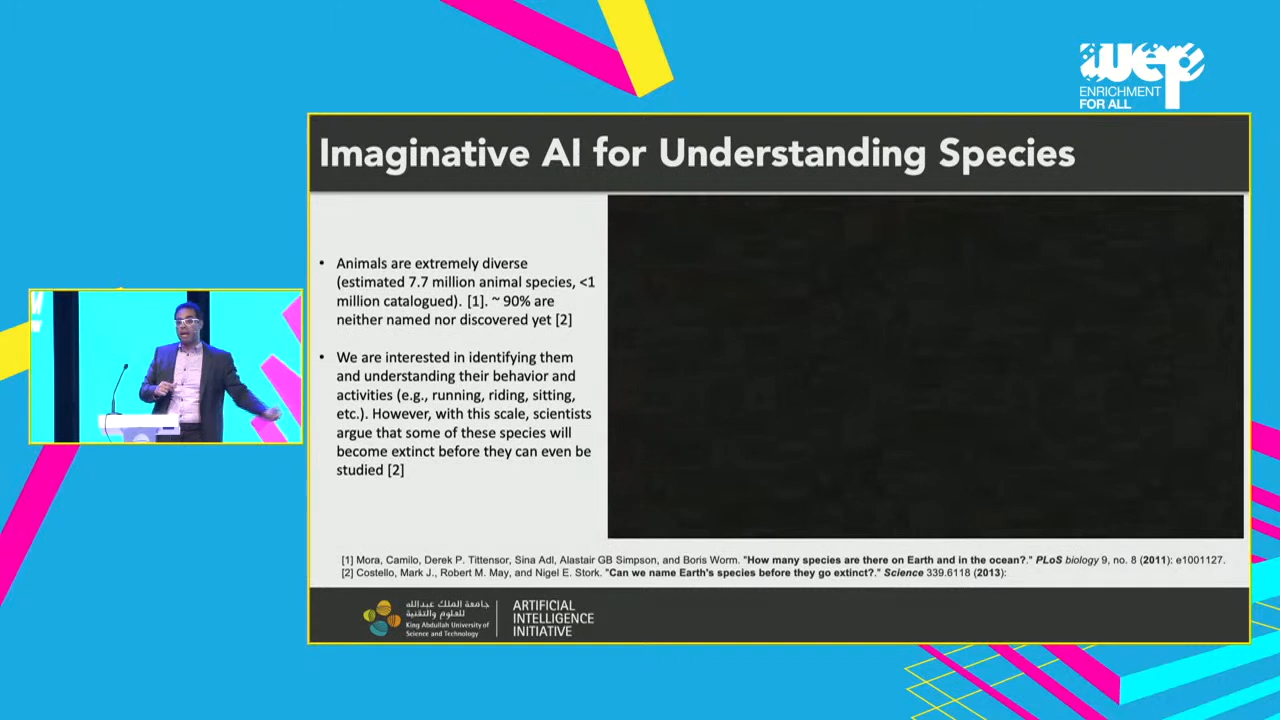 wep
ENRICHMENT
FOR ALL
Imaginative AI for Understanding Species
• Animals are extremely diverse
(estimated 7.7 million animal species, <1
million catalogued). [1]. ~ 90% are
neither named nor discovered yet [2]
• We are interested in identifying them
and understanding their behavior and
activities (e.g., running, riding, sitting,
etc.). However, with this scale, scientists
argue that some of these species will
become extinct before they can even be
studied [2]
[1] Mora, Camilo, Derek P. Tittensor, Sina Adl, Alastair GB Simpson, and Boris Worm. "How many species are there on Earth and in the ocean?." PLoS biology 9, no. 8 (2011): e1001127.
[2] Costello, Mark J., Robert M. May, and Nigel E. Stork. "Can we name Earth's species before they go extinct?." Science 339.6118 (2013):
جامعة الملك عبدالله
للعلوم والتقنية
King Abdullah University of
Science and Technology
ARTIFICIAL
INTELLIGENCE
INITIATIVE